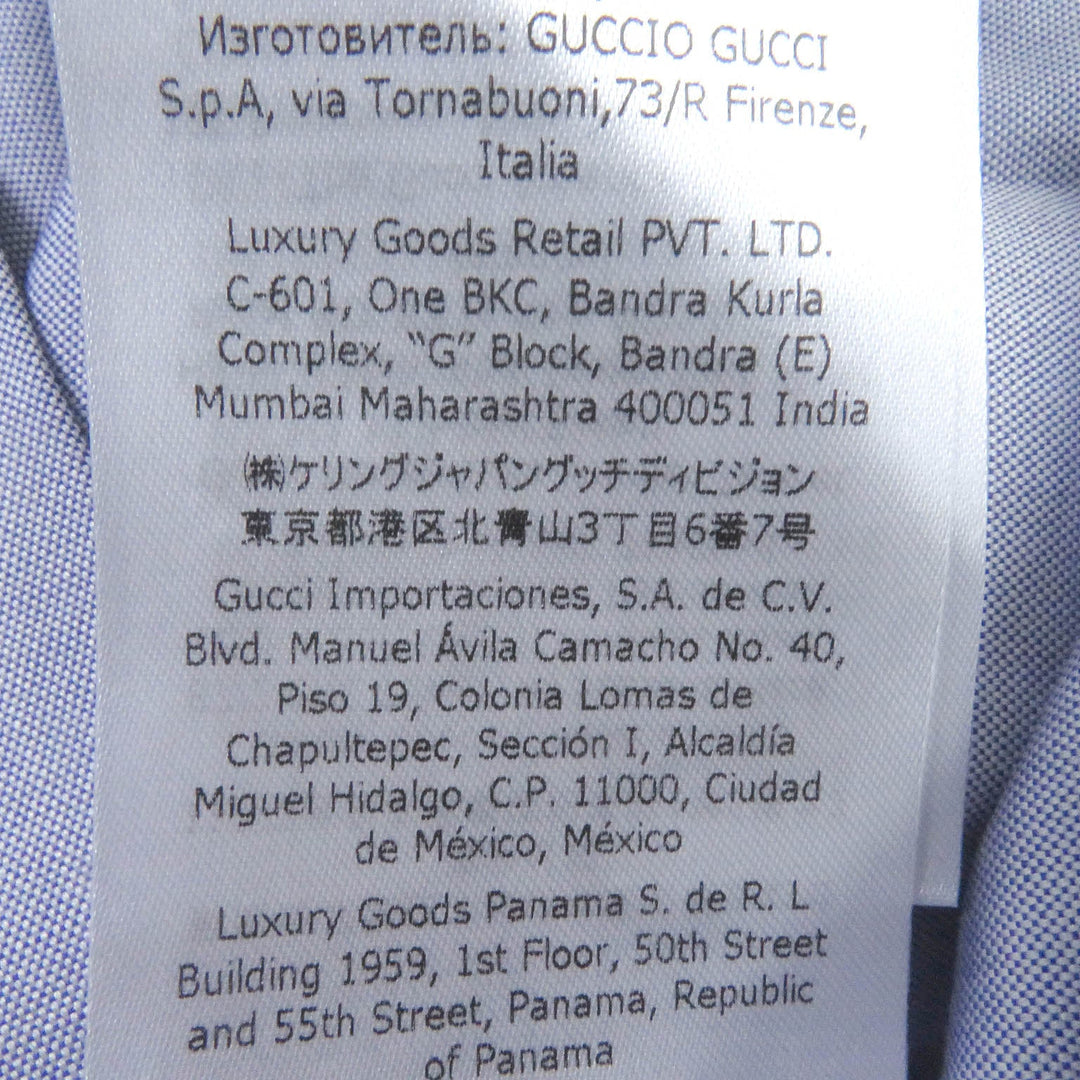 Изготовитель: GUCCIO GUCCI
S.p.A, via Tornabuoni,73/R Firenze,
Italia
Luxury Goods Retail PVT. LTD.
C-601, One BKC, Bandra Kurla
Complex, “G” Block, Bandra (E)
Mumbai Maharashtra 400051 India
㈱ケリングジャパングッチディビジョン
東京都港区北青山3丁目6番7号
Gucci Importaciones, S.A. de C.V.
Blvd. Manuel Ávila Camacho No. 40,
Piso 19, Colonia Lomas de
Chapultepec, Sección I, Alcaldía
Miguel Hidalgo, C.P. 11000, Ciudad
de México, México
Luxury Goods Panama S. de R. L
Building 1959, 1st Floor, 50th Street
and 55th Street, Panama, Republic
of Panama